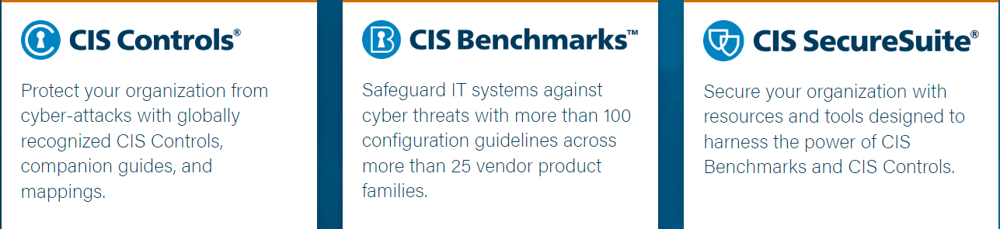 CIS Controls®
Protect your organization from
cyber-attacks with globally
recognized CIS Controls,
companion guides, and
mappings.
CIS Benchmarks™
Safeguard IT systems against
cyber threats with more than 100
configuration guidelines across
more than 25 vendor product
families.
CIS SecureSuite®
Secure your organization with
resources and tools designed to
harness the power of CIS
Benchmarks and CIS Controls.